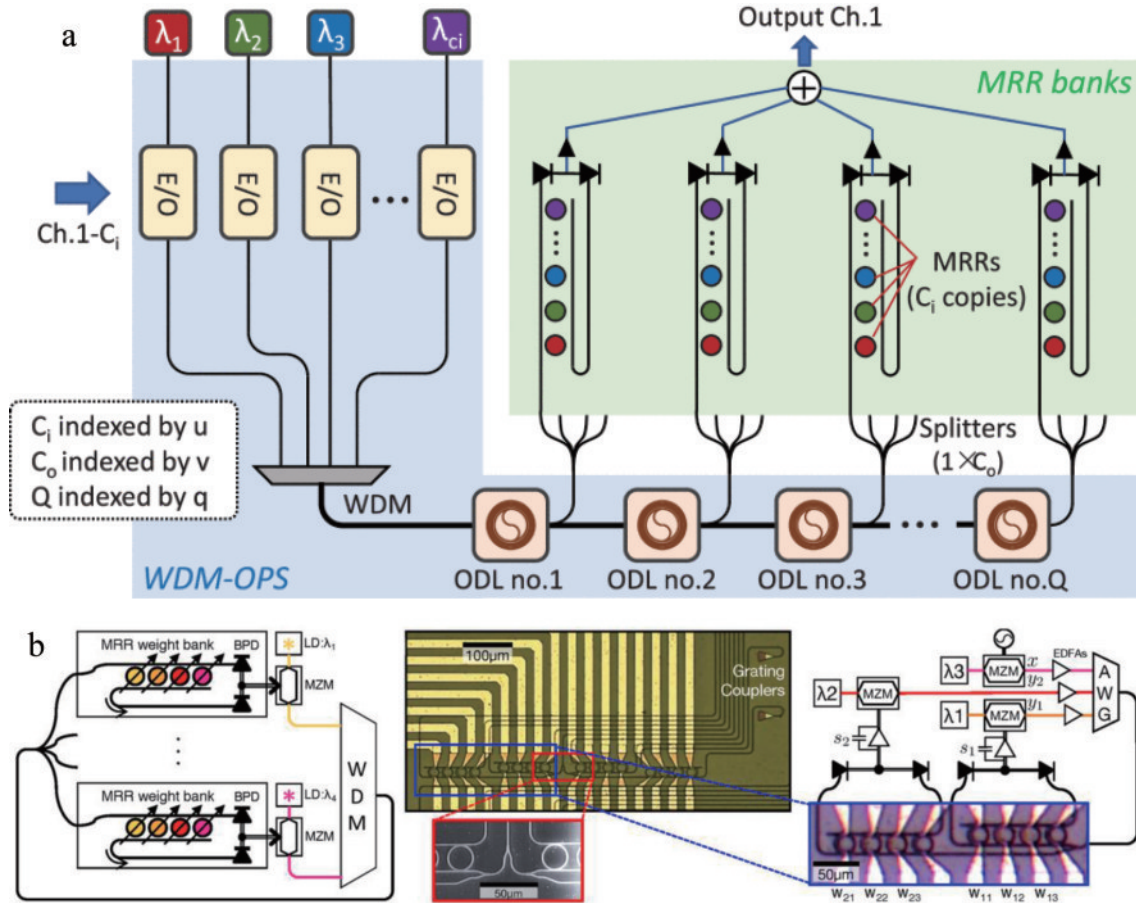 a
λ1
λ2
λ3
λci
Output Ch.1
MRR banks
E/O
E/O
E/O
E/O
Ch.1-Ci
MRRs
(Ci copies)
Ci indexed by u
Co indexed by v
Q indexed by q
WDM
Splitters
(1×Co)
WDM-OPS
ODL no.1
ODL no.2
ODL no.3
ODL no.Q
b
MRR weight bank
BPD
LD:λ1
MZM
MRR weight bank
BPD
LD:λ4
MZM
WDM
100μm
Grating
Couplers
50μm
λ3
MZM
x
y2
EDFAs
λ2
MZM
λ1
MZM
y1
AWG
s2
s1
50μm
w21
w22
w23
w11
w12
w13